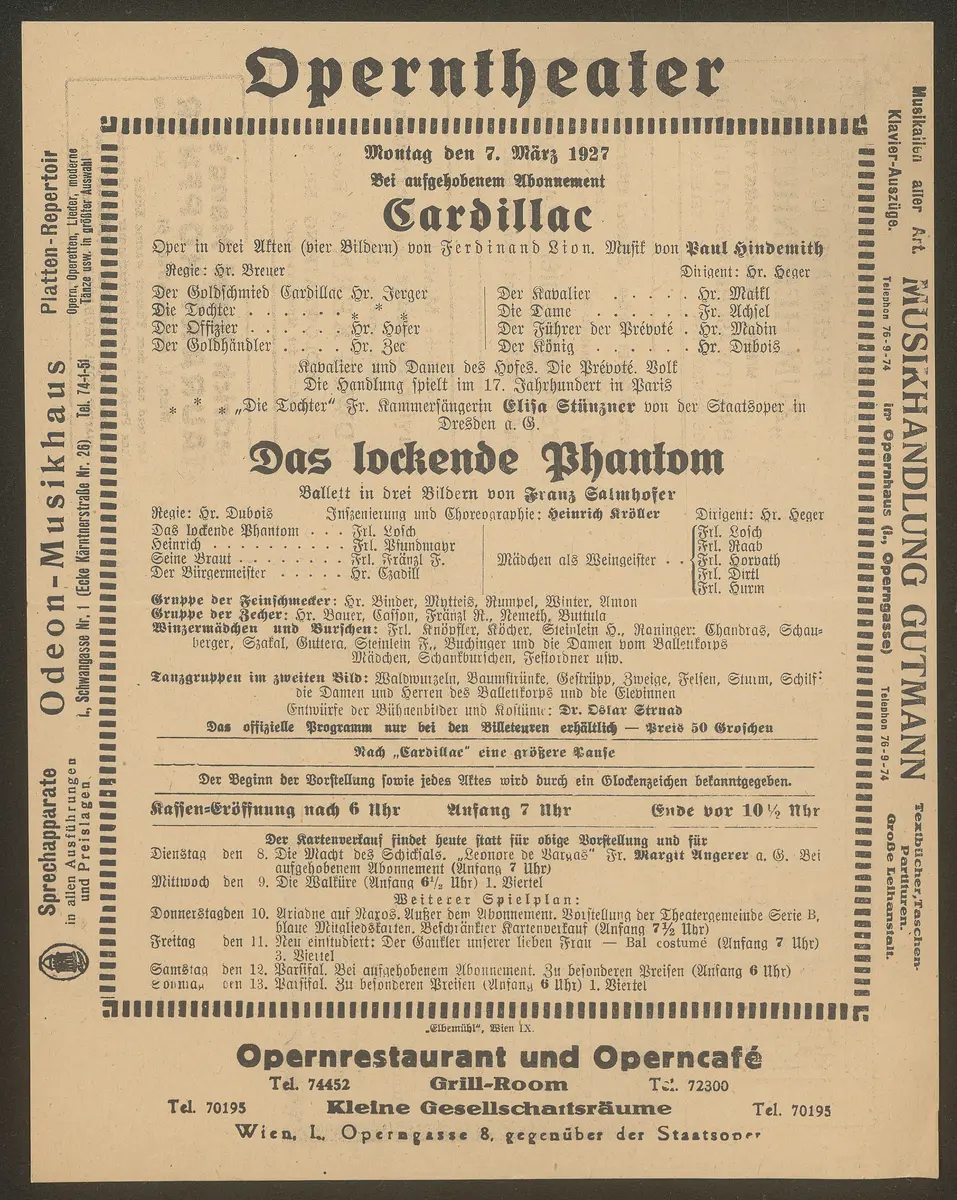 Operntheater
Montag den 7. März 1927
Bei aufgehobenem Abonnement
Cardillac
Oper in drei Akten (vier Bildern) von Ferdinand Lion. Musik von Paul Hindemith
Regie: Hr. Breuer Dirigent: Hr. Heger
Der Goldschmied Cardillac Hr. Jerger
Die Tochter . . . . . . . * * *
Der Offizier . . . . . . Hr. Hofer
Der Goldhändler . . . . Hr. Zec
Der Kavalier . . . . . Hr. Maikl
Die Dame . . . . . . Fr. Achsel
Der Führer der Prévoté . Hr. Madin
Der König . . . . . . Hr. Dubois
Kavaliere und Damen des Hofes. Die Prévoté. Volk
Die Handlung spielt im 17. Jahrhundert in Paris
* * * „Die Tochter“ Fr. Kammersängerin Elisa Stünzner von der Staatsoper in
Dresden a. G.
Das lockende Phantom
Ballett in drei Bildern von Franz Salmhofer
Regie: Hr. Dubois Inszenierung und Choreographie: Heinrich Kröller Dirigent: Hr. Heger
Das lockende Phantom . . . Frl. Losch
Heinrich . . . . . . . . . . Frl. Pfundmayr
Seine Braut . . . . . . . . Frl. Fränzl F.
Der Bürgermeister . . . . . Hr. Czadill
Mädchen als Weingeister . .
Frl. Losch
Frl. Raab
Frl. Horvath
Frl. Dirtl
Frl. Hurm
Gruppe der Feinschmecker: Hr. Binder, Mytteis, Rumpel, Winter, Amon
Gruppe der Zecher: Hr. Bauer, Casson, Fränzl R., Nemeth, Buttula
Winzermädchen und Burschen: Frl. Knöpfler, Köcher, Steinlein H., Raninger; Chandras, Schau-
berger, Szakal, Guttera, Steinlein F., Buchinger und die Damen vom Ballettkorps
Mädchen, Schankburschen, Festordner usw.
Tanzgruppen im zweiten Bild: Waldwurzeln, Baumstrünke, Gestrüpp, Zweige, Felsen, Sturm, Schilf:
die Damen und Herren des Ballettkorps und die Elevinnen
Entwürfe der Bühnenbilder und Kostüme: Dr. Oskar Strnad
Das offizielle Programm nur bei den Billeteuren erhältlich — Preis 50 Groschen
Nach „Cardillac“ eine größere Pause
Der Beginn der Vorstellung sowie jedes Aktes wird durch ein Glockenzeichen bekanntgegeben.
Kassen-Eröffnung nach 6 Uhr Anfang 7 Uhr Ende vor 10½ Uhr
Der Kartenverkauf findet heute statt für obige Vorstellung und für
Dienstag den 8. Die Macht des Schicksals. „Leonore de Vargas“ Fr. Margit Angerer a. G. Bei
aufgehobenem Abonnement (Anfang 7 Uhr)
Mittwoch den 9. Die Walküre (Anfang 6½ Uhr) 1. Viertel
Weiterer Spielplan:
Donnerstag den 10. Ariadne auf Naxos. Außer dem Abonnement. Vorstellung der Theatergemeinde Serie B,
blaue Mitgliedskarten. Beschränkter Kartenverkauf (Anfang 7½ Uhr)
Freitag den 11. Neu einstudiert: Der Gaukler unserer lieben Frau — Bal costumé (Anfang 7 Uhr)
3. Viertel
Samstag den 12. Parsifal. Bei aufgehobenem Abonnement. Zu besonderen Preisen (Anfang 6 Uhr)
Sonntag den 13. Parsifal. Zu besonderen Preisen (Anfang 6 Uhr) 1. Viertel
„Elbemühl“, Wien IX.
Opernrestaurant und Operncafé
Tel. 74452 Grill-Room Tel. 72300
Tel. 70195 Kleine Gesellschaftsräume Tel. 70195
Wien, I., Operngasse 8, gegenüber der Staatsoper
Sprechapparate
in allen Ausführungen
und Preislagen
Odeon-Musikhaus
I., Schwangasse Nr. 1 (Ecke Kärntnerstraße Nr. 26) Tel. 74-1-51
Platten-Repertoir
Opern, Operetten, Lieder, moderne
Tänze usw. in größter Auswahl
Musikalien aller Art.
Klavier-Auszüge.
MUSIKHANDLUNG GUTMANN
Telephon 76-9-74 im Opernhaus (I., Operngasse) Telephon 76-9-74
Textbücher, Taschen-
Partituren.
Große Leihanstalt.